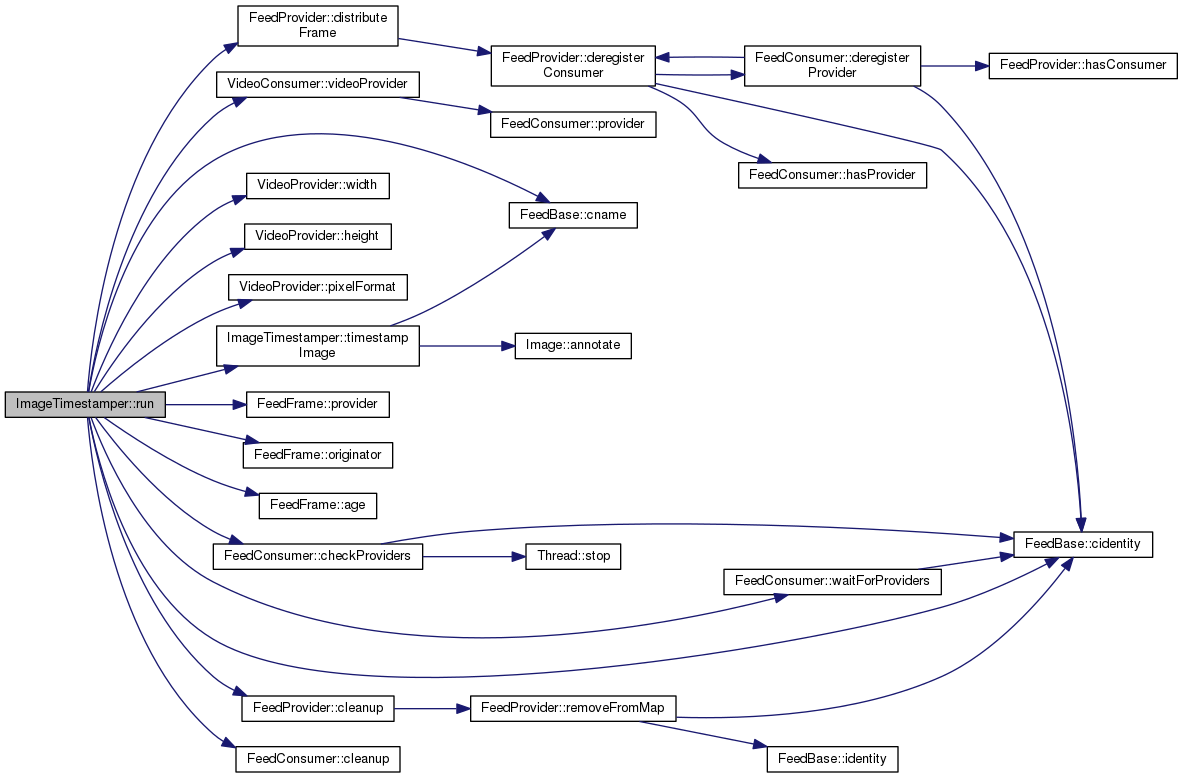 ImageTimestamper::run
FeedProvider::distribute
Frame
FeedProvider::deregister
Consumer
FeedConsumer::deregister
Provider
FeedProvider::hasConsumer
VideoConsumer::videoProvider
FeedConsumer::provider
FeedConsumer::hasProvider
VideoProvider::width
FeedBase::cname
VideoProvider::height
VideoProvider::pixelFormat
ImageTimestamper::timestamp
Image
Image::annotate
FeedFrame::provider
FeedFrame::originator
FeedFrame::age
FeedConsumer::checkProviders
Thread::stop
FeedConsumer::waitForProviders
FeedBase::cidentity
FeedProvider::cleanup
FeedProvider::removeFromMap
FeedConsumer::cleanup
FeedBase::identity